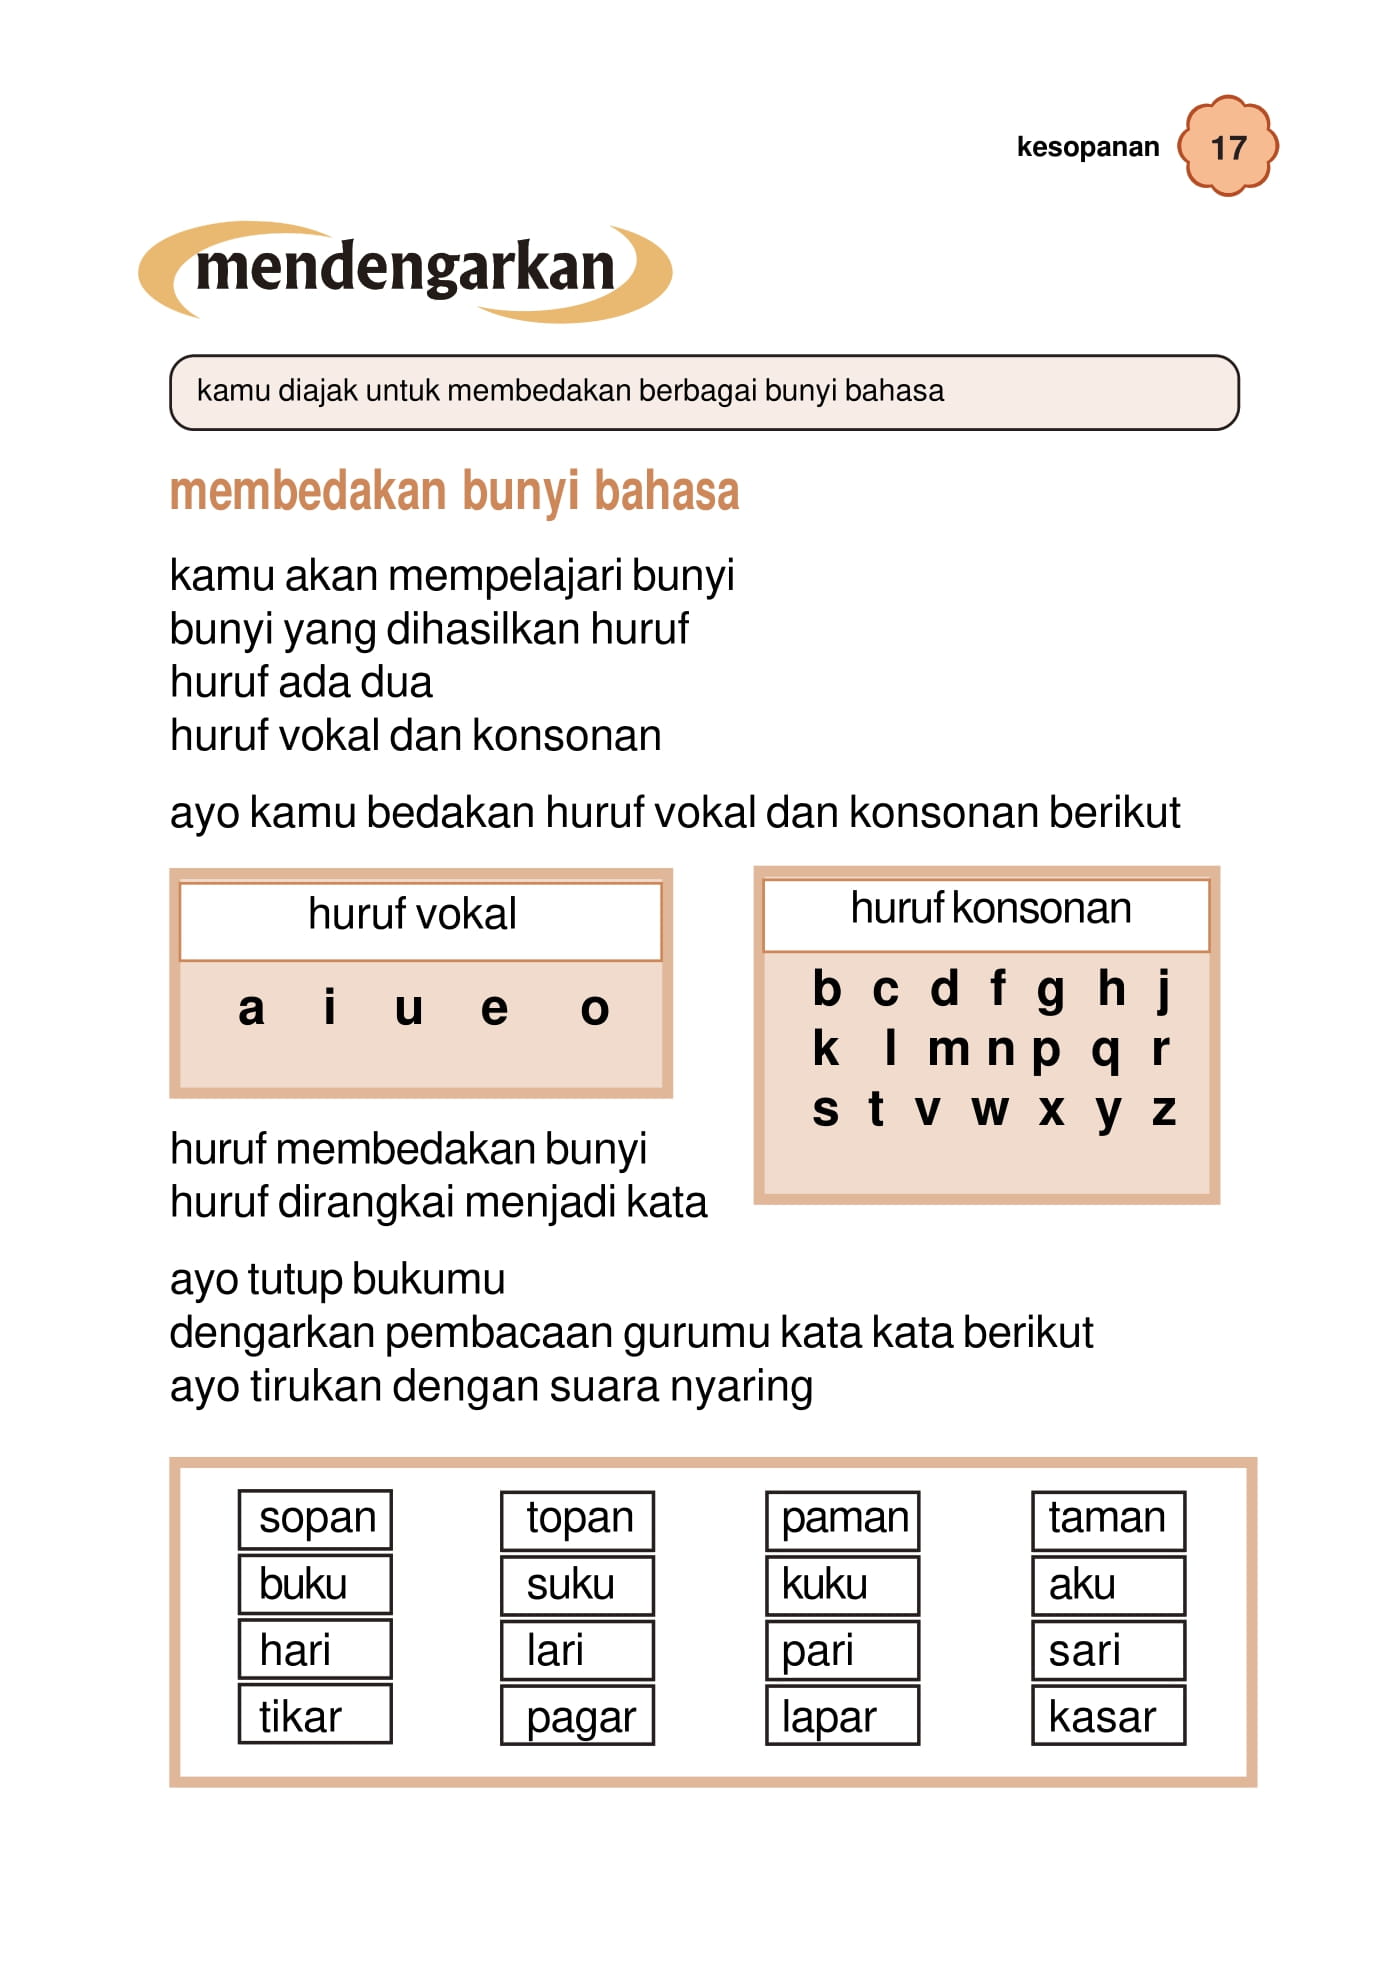 kesopanan 17
mendengarkan
kamu diajak untuk membedakan berbagai bunyi bahasa
membedakan bunyi bahasa
kamu akan mempelajari bunyi
bunyi yang dihasilkan huruf
huruf ada dua
huruf vokal dan konsonan
ayo kamu bedakan huruf vokal dan konsonan berikut
huruf vokal
a i u e o
huruf konsonan
b c d f g h j
k l m n p q r
s t v w x y z
huruf membedakan bunyi
huruf dirangkai menjadi kata
ayo tutup bukumu
dengarkan pembacaan gurumu kata kata berikut
ayo tirukan dengan suara nyaring
sopan topan paman taman
buku suku kuku aku
hari lari pari sari
tikar pagar lapar kasar